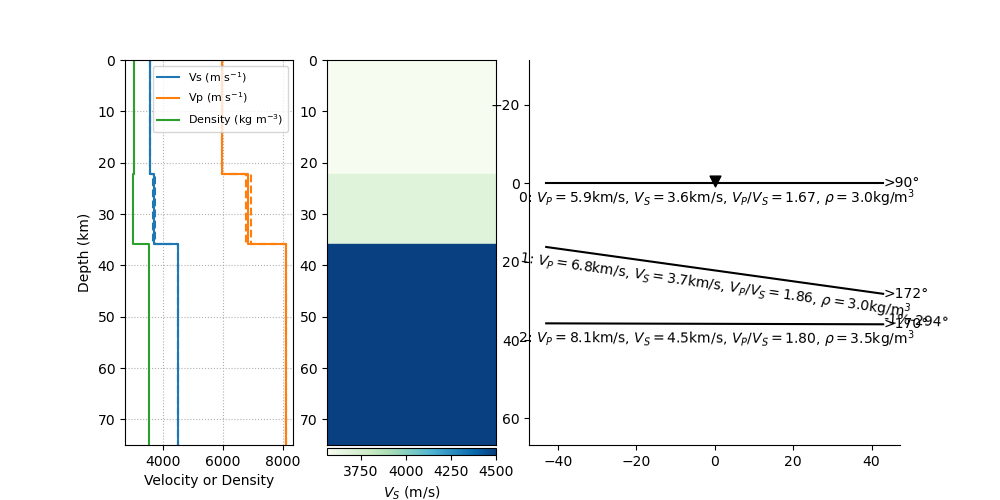 0
10
20
30
40
50
60
70
Depth (km)
4000 6000 8000
Velocity or Density
Vs (m s⁻¹)
Vp (m s⁻¹)
Density (kg m⁻³)
0
10
20
30
40
50
60
70
3750 4000 4250 4500
V_S (m/s)
−20
0
20
40
60
−40 −20 0 20 40
>90°
0: V_P = 5.9km/s, V_S = 3.6km/s, V_P/V_S = 1.67, ρ = 3.0kg/m³
>172°
1: V_P = 6.8km/s, V_S = 3.7km/s, V_P/V_S = 1.86, ρ = 3.0kg/m³
>170°
2: V_P = 8.1km/s, V_S = 4.5km/s, V_P/V_S = 1.80, ρ = 3.5kg/m³